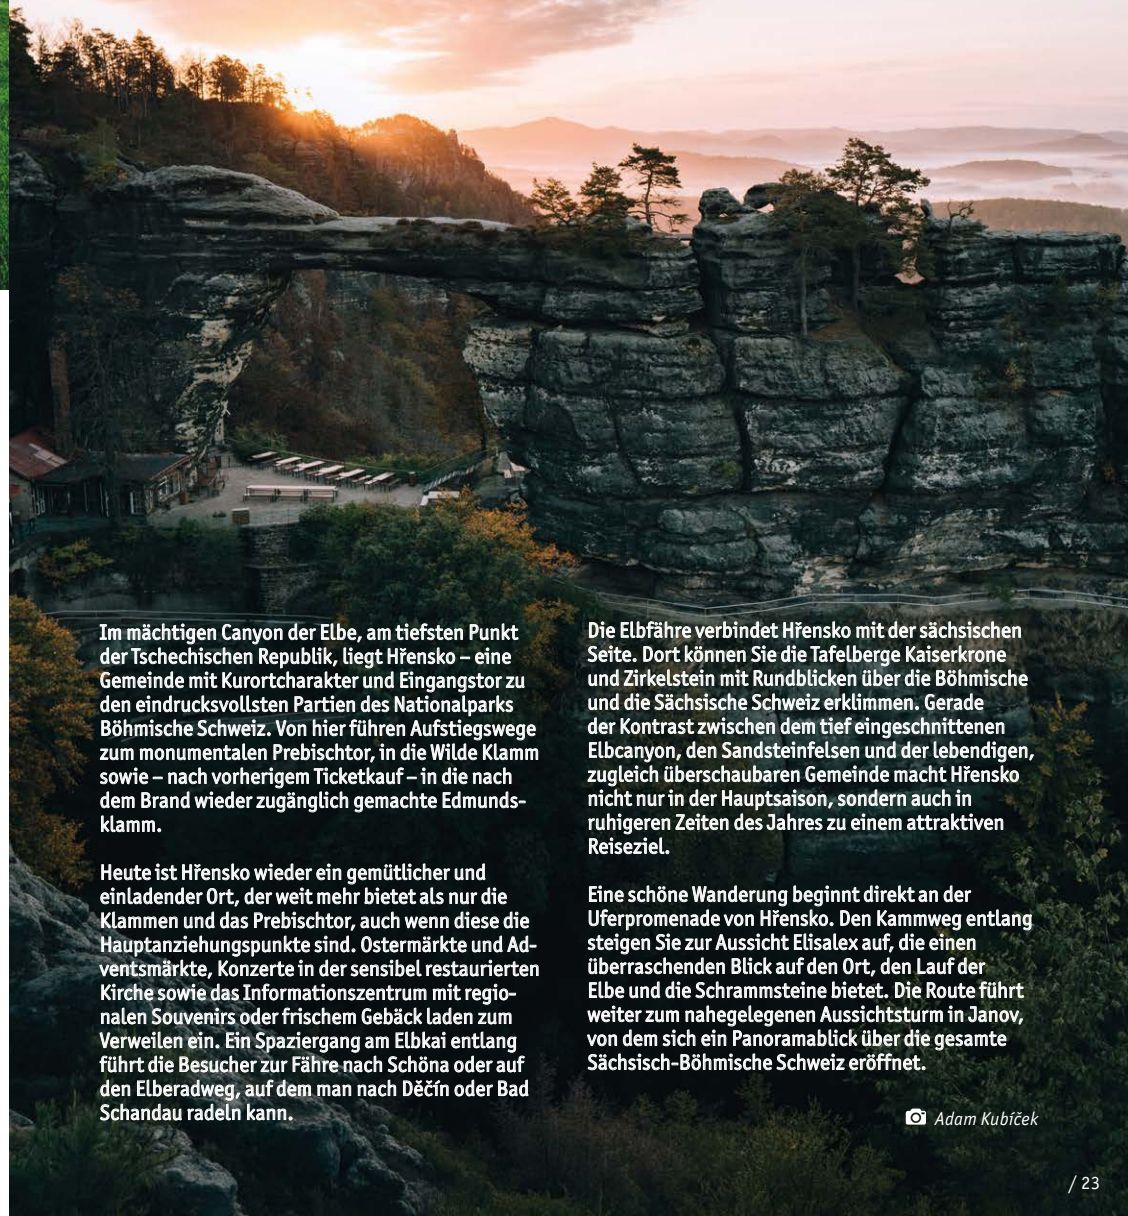 Im mächtigen Canyon der Elbe, am tiefsten Punkt
der Tschechischen Republik, liegt Hřensko – eine
Gemeinde mit Kurortcharakter und Eingangstor zu
den eindrucksvollsten Partien des Nationalparks
Böhmische Schweiz. Von hier führen Aufstiegswege
zum monumentalen Prebischtor, in die Wilde Klamm
sowie – nach vorherigem Ticketkauf – in die nach
dem Brand wieder zugänglich gemachte Edmunds-
klamm.
Heute ist Hřensko wieder ein gemütlicher und
einladender Ort, der weit mehr bietet als nur die
Klammen und das Prebischtor, auch wenn diese die
Hauptanziehungspunkte sind. Ostermärkte und Ad-
ventsmärkte, Konzerte in der sensibel restaurierten
Kirche sowie das Informationszentrum mit regio-
nalen Souvenirs oder frischem Gebäck laden zum
Verweilen ein. Ein Spaziergang am Elbkai entlang
führt die Besucher zur Fähre nach Schöna oder auf
den Elberadweg, auf dem man nach Děčín oder Bad
Schandau radeln kann.
Die Elbfähre verbindet Hřensko mit der sächsischen
Seite. Dort können Sie die Tafelberge Kaiserkrone
und Zirkelstein mit Rundblicken über die Böhmische
und die Sächsische Schweiz erklimmen. Gerade
der Kontrast zwischen dem tief eingeschnittenen
Elbcanyon, den Sandsteinfelsen und der lebendigen,
zugleich überschaubaren Gemeinde macht Hřensko
nicht nur in der Hauptsaison, sondern auch in
ruhigeren Zeiten des Jahres zu einem attraktiven
Reiseziel.
Eine schöne Wanderung beginnt direkt an der
Uferpromenade von Hřensko. Den Kammweg entlang
steigen Sie zur Aussicht Elisalex auf, die einen
überraschenden Blick auf den Ort, den Lauf der
Elbe und die Schrammsteine bietet. Die Route führt
weiter zum nahegelegenen Aussichtsturm in Janov,
von dem sich ein Panoramablick über die gesamte
Sächsisch-Böhmische Schweiz eröffnet.
Adam Kubíček
/ 23